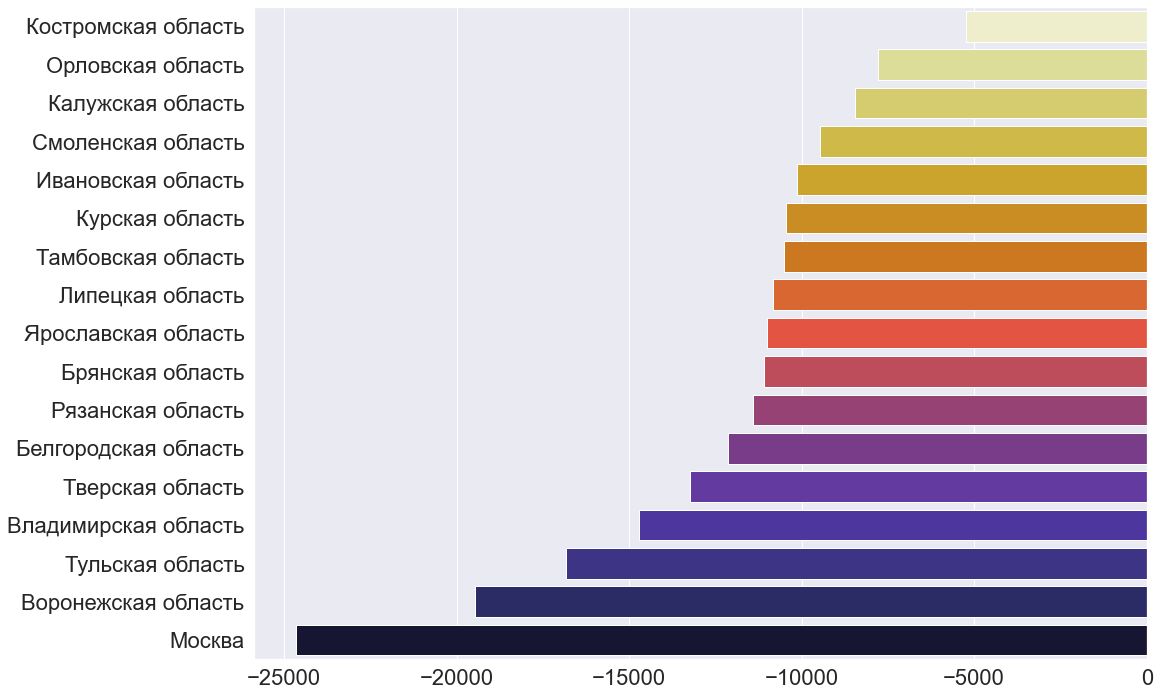 Костромская область
Орловская область
Калужская область
Смоленская область
Ивановская область
Курская область
Тамбовская область
Липецкая область
Ярославская область
Брянская область
Рязанская область
Белгородская область
Тверская область
Владимирская область
Тульская область
Воронежская область
Москва
−25000 −20000 −15000 −10000 −5000 0